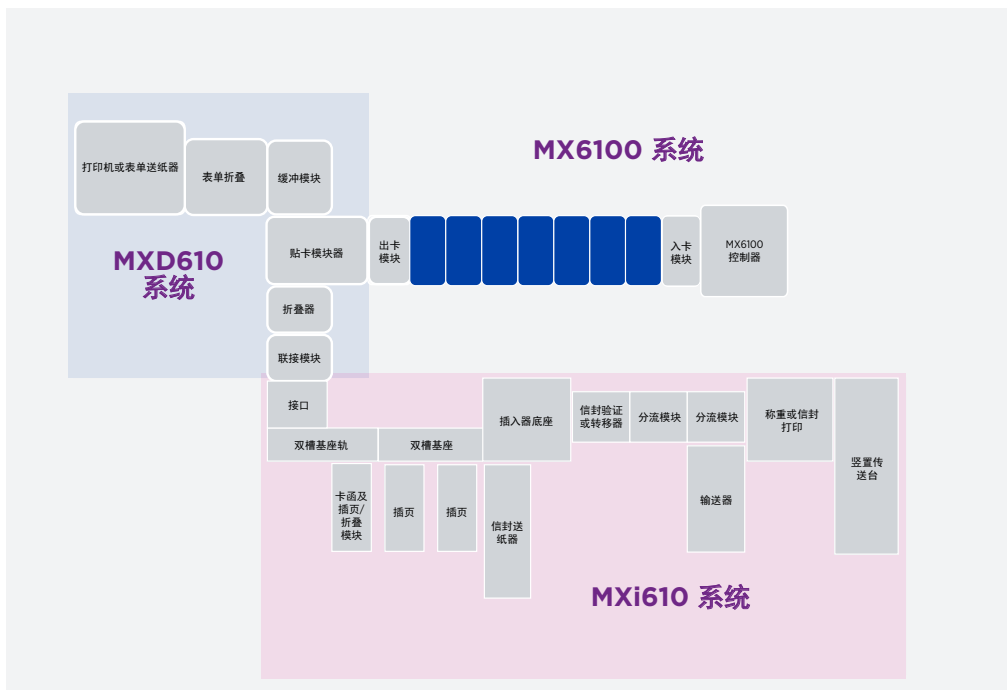 MX6100 系统
打印机或表单送纸器
表单折叠
缓冲模块
MXD610
系统
贴卡模块器
出卡
模块
入卡
模块
MX6100
控制器
折叠器
联接模块
接口
双槽基座轨
双槽基座
插入器底座
信封验证
或转移器
分流模块
分流模块
称重或信封
打印
竖置传
送台
卡函及
插页/
折叠
模块
插页
插页
信封送
纸器
输送器
MXi610 系统